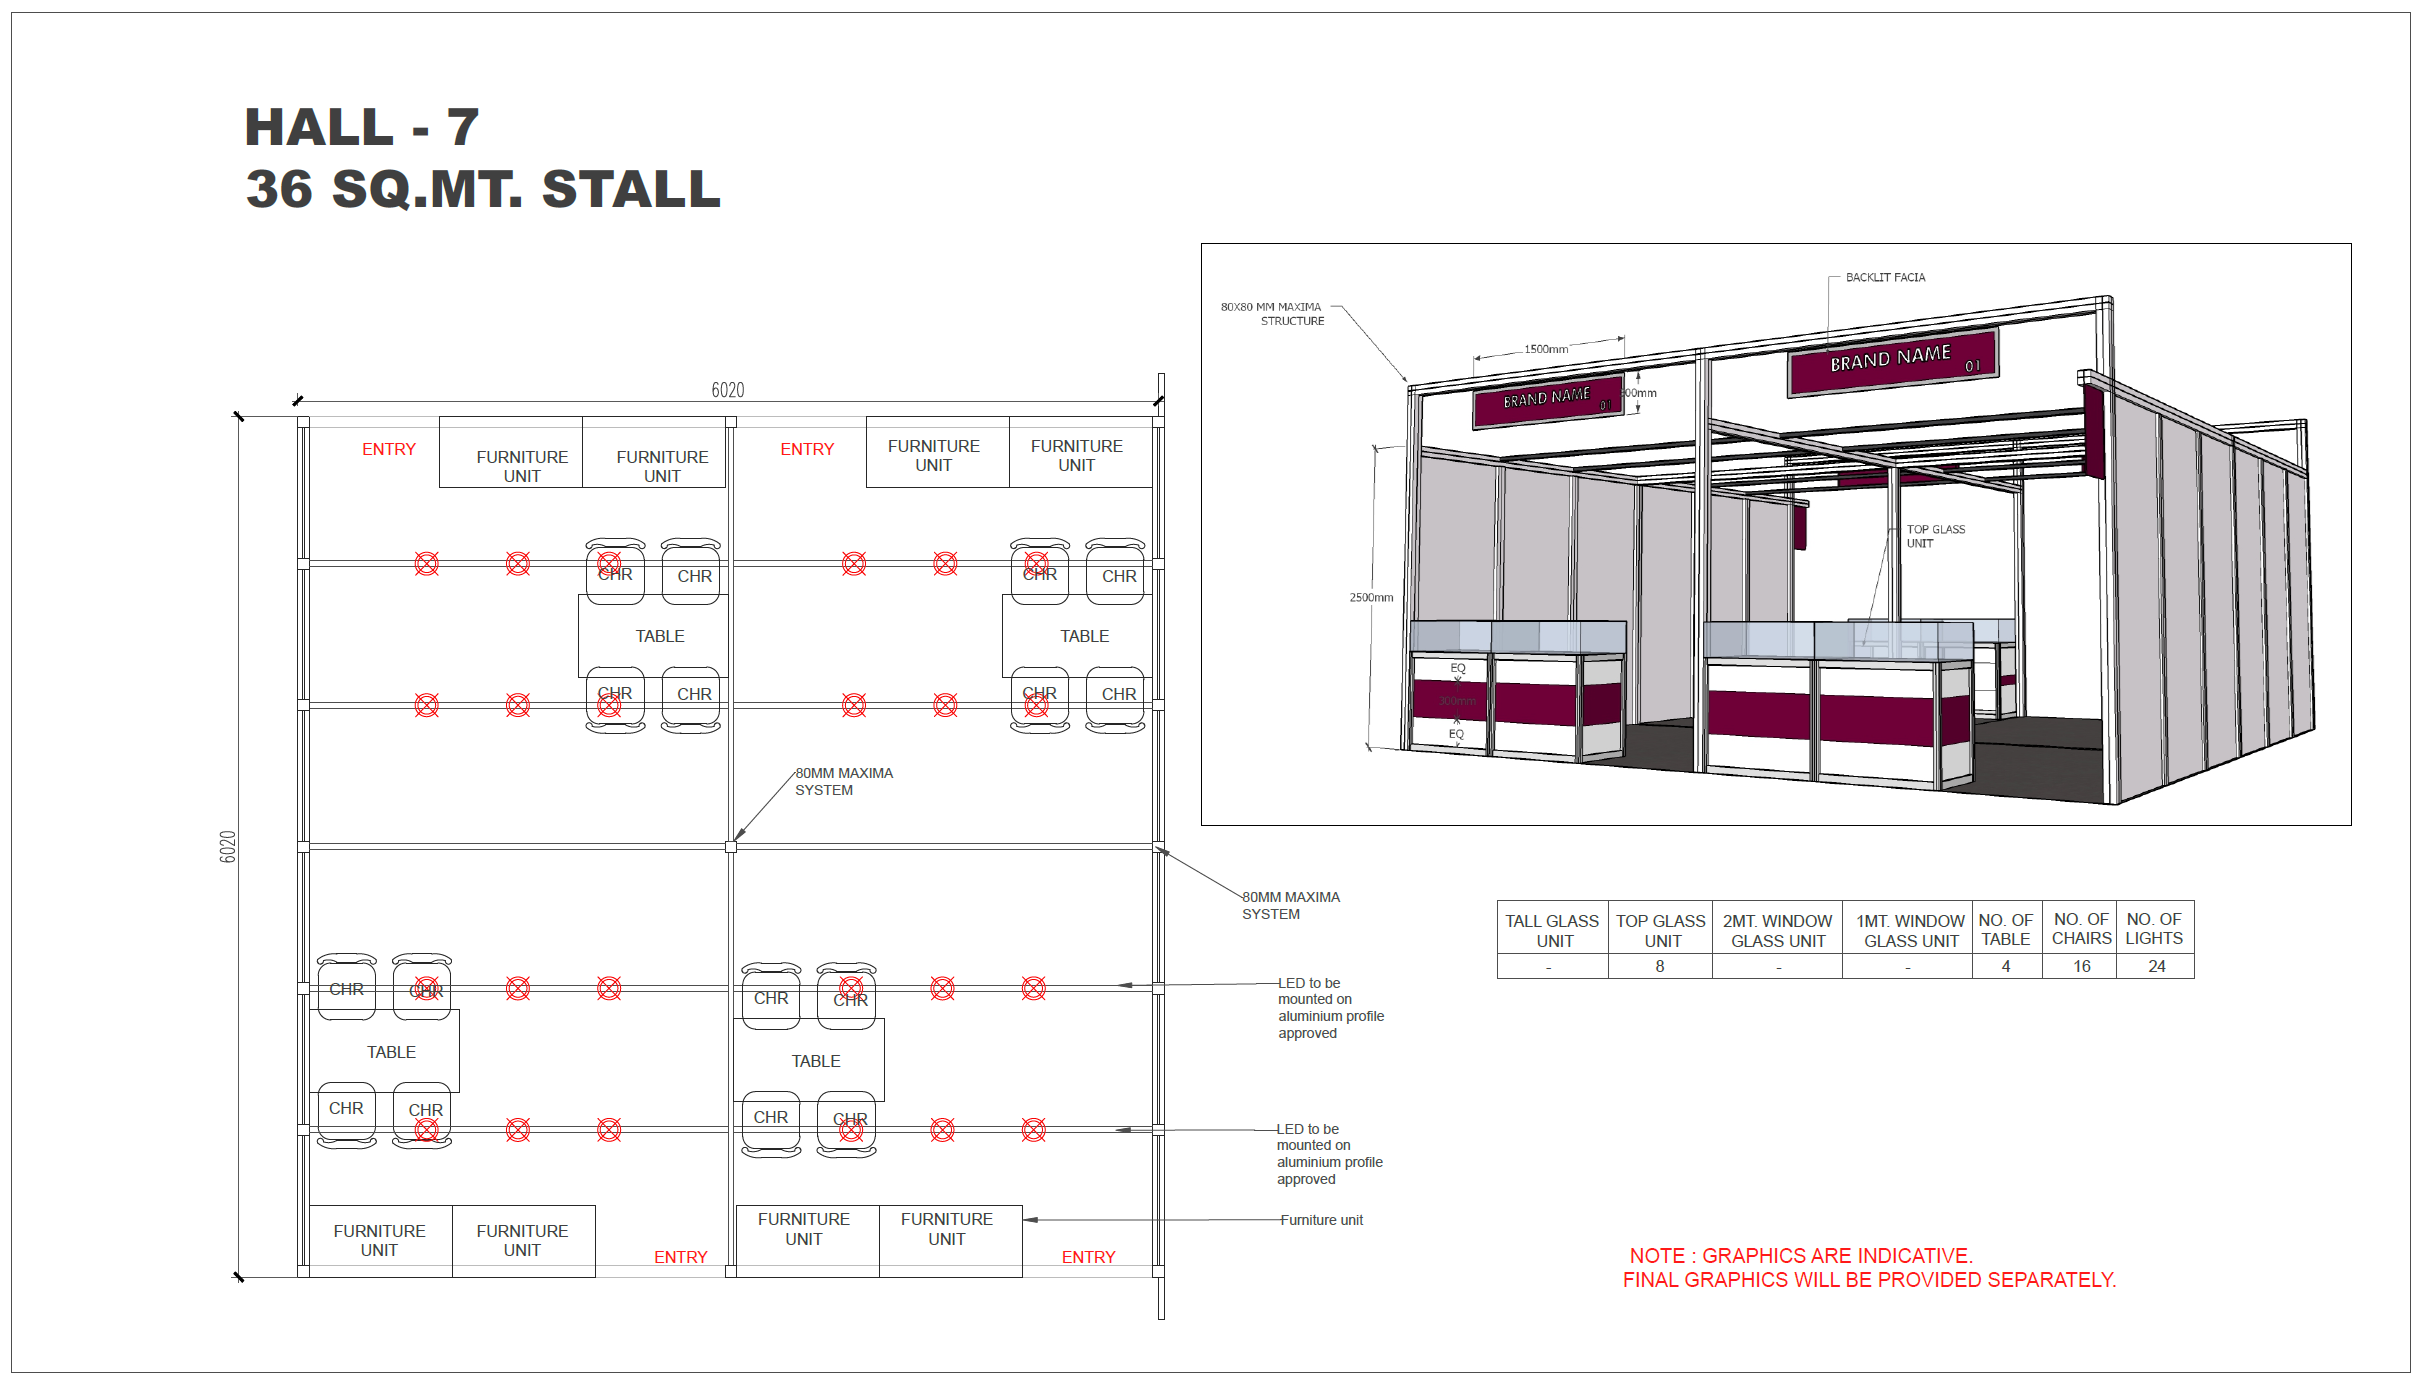 HALL - 7
36 SQ.MT. STALL
6020
6020
ENTRY
FURNITURE
UNIT
FURNITURE
UNIT
ENTRY
FURNITURE
UNIT
FURNITURE
UNIT
CHR
CHR
CHR
CHR
TABLE
TABLE
CHR
CHR
CHR
CHR
80MM MAXIMA
SYSTEM
80MM MAXIMA
SYSTEM
CHR
CHR
CHR
CHR
LED to be
mounted on
aluminium profile
approved
TABLE
TABLE
CHR
CHR
CHR
CHR
LED to be
mounted on
aluminium profile
approved
FURNITURE
UNIT
FURNITURE
UNIT
FURNITURE
UNIT
FURNITURE
UNIT
Furniture unit
ENTRY
ENTRY
BACKLIT FACIA
80X80 MM MAXIMA
STRUCTURE
1500mm
BRAND NAME
01
BRAND NAME
01
00mm
TOP GLASS
UNIT
2500mm
EQ
300mm
EQ
TALL GLASS
UNIT
TOP GLASS
UNIT
2MT. WINDOW
GLASS UNIT
1MT. WINDOW
GLASS UNIT
NO. OF
TABLE
NO. OF
CHAIRS
NO. OF
LIGHTS
- 8 - - 4 16 24
NOTE : GRAPHICS ARE INDICATIVE.
FINAL GRAPHICS WILL BE PROVIDED SEPARATELY.